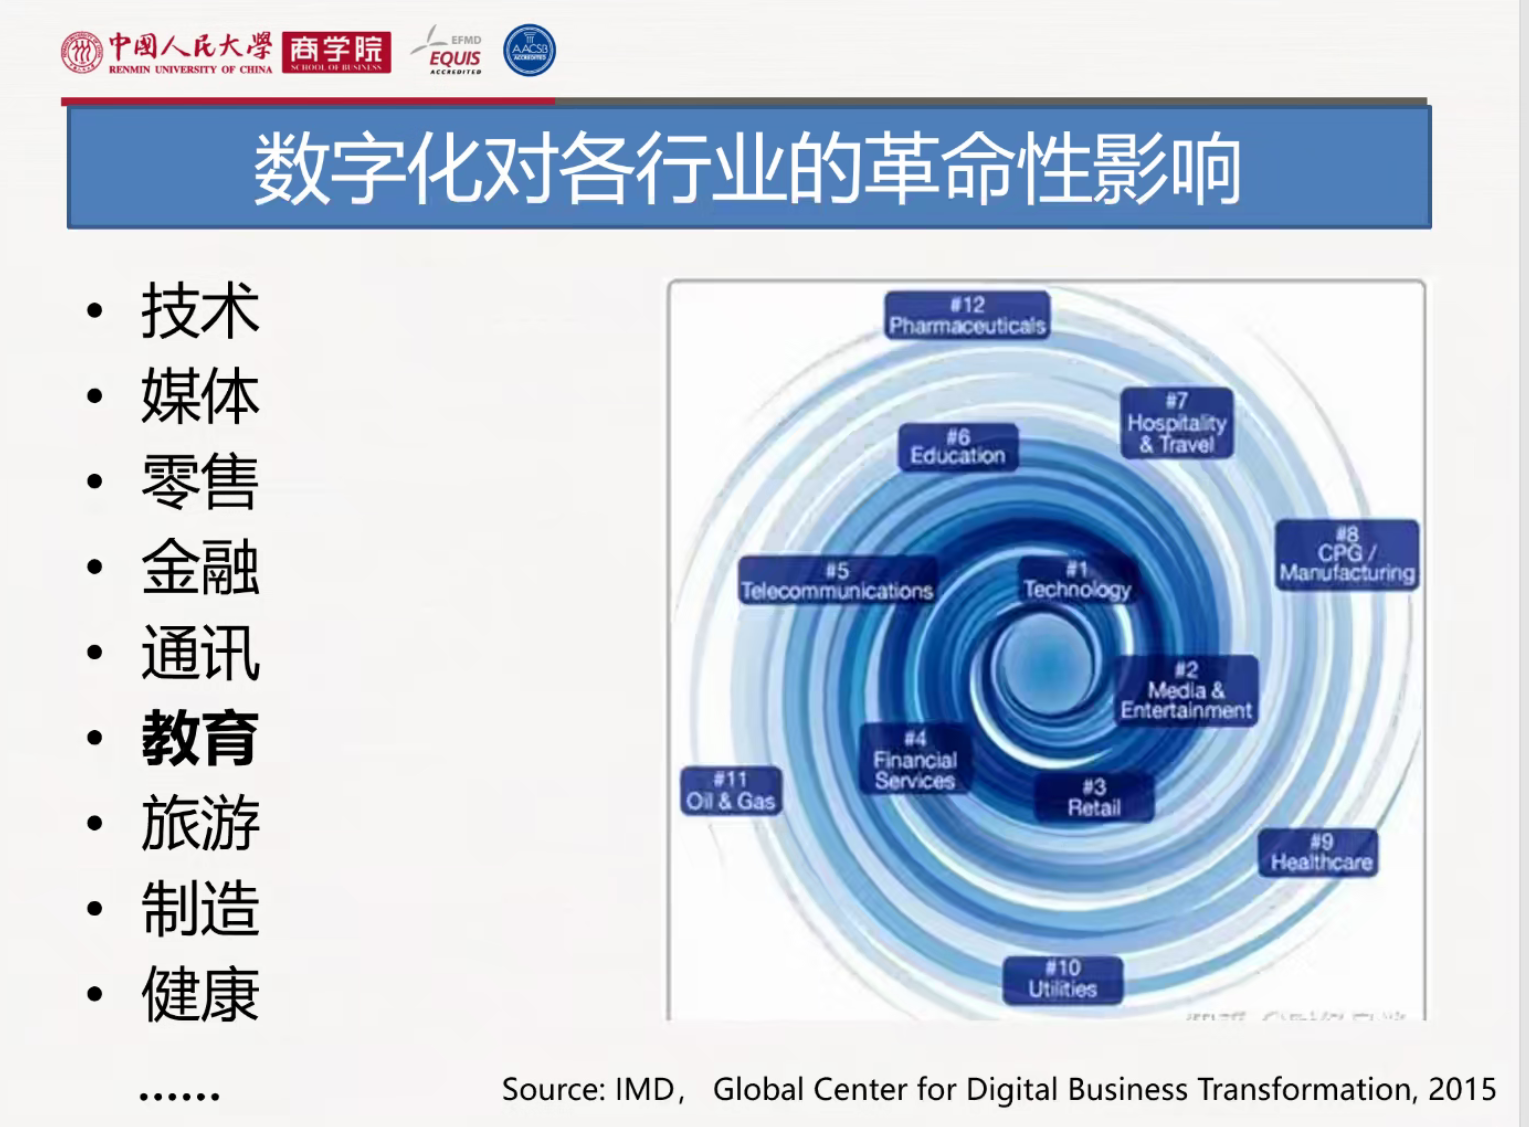 中国人民大学
RENMIN UNIVERSITY OF CHINA
商学院
SCHOOL OF BUSINESS
EFMD
EQUIS
ACCREDITED
AACSB
ACCREDITED
数字化对各行业的革命性影响
• 技术
• 媒体
• 零售
• 金融
• 通讯
• 教育
• 旅游
• 制造
• 健康
……
#12
Pharmaceuticals
#7
Hospitality
& Travel
#6
Education
#8
CPG /
Manufacturing
#5
Telecommunications
#1
Technology
#2
Media &
Entertainment
#4
Financial
Services
#3
Retail
#11
Oil & Gas
#9
Healthcare
#10
Utilities
Source: IMD， Global Center for Digital Business Transformation, 2015